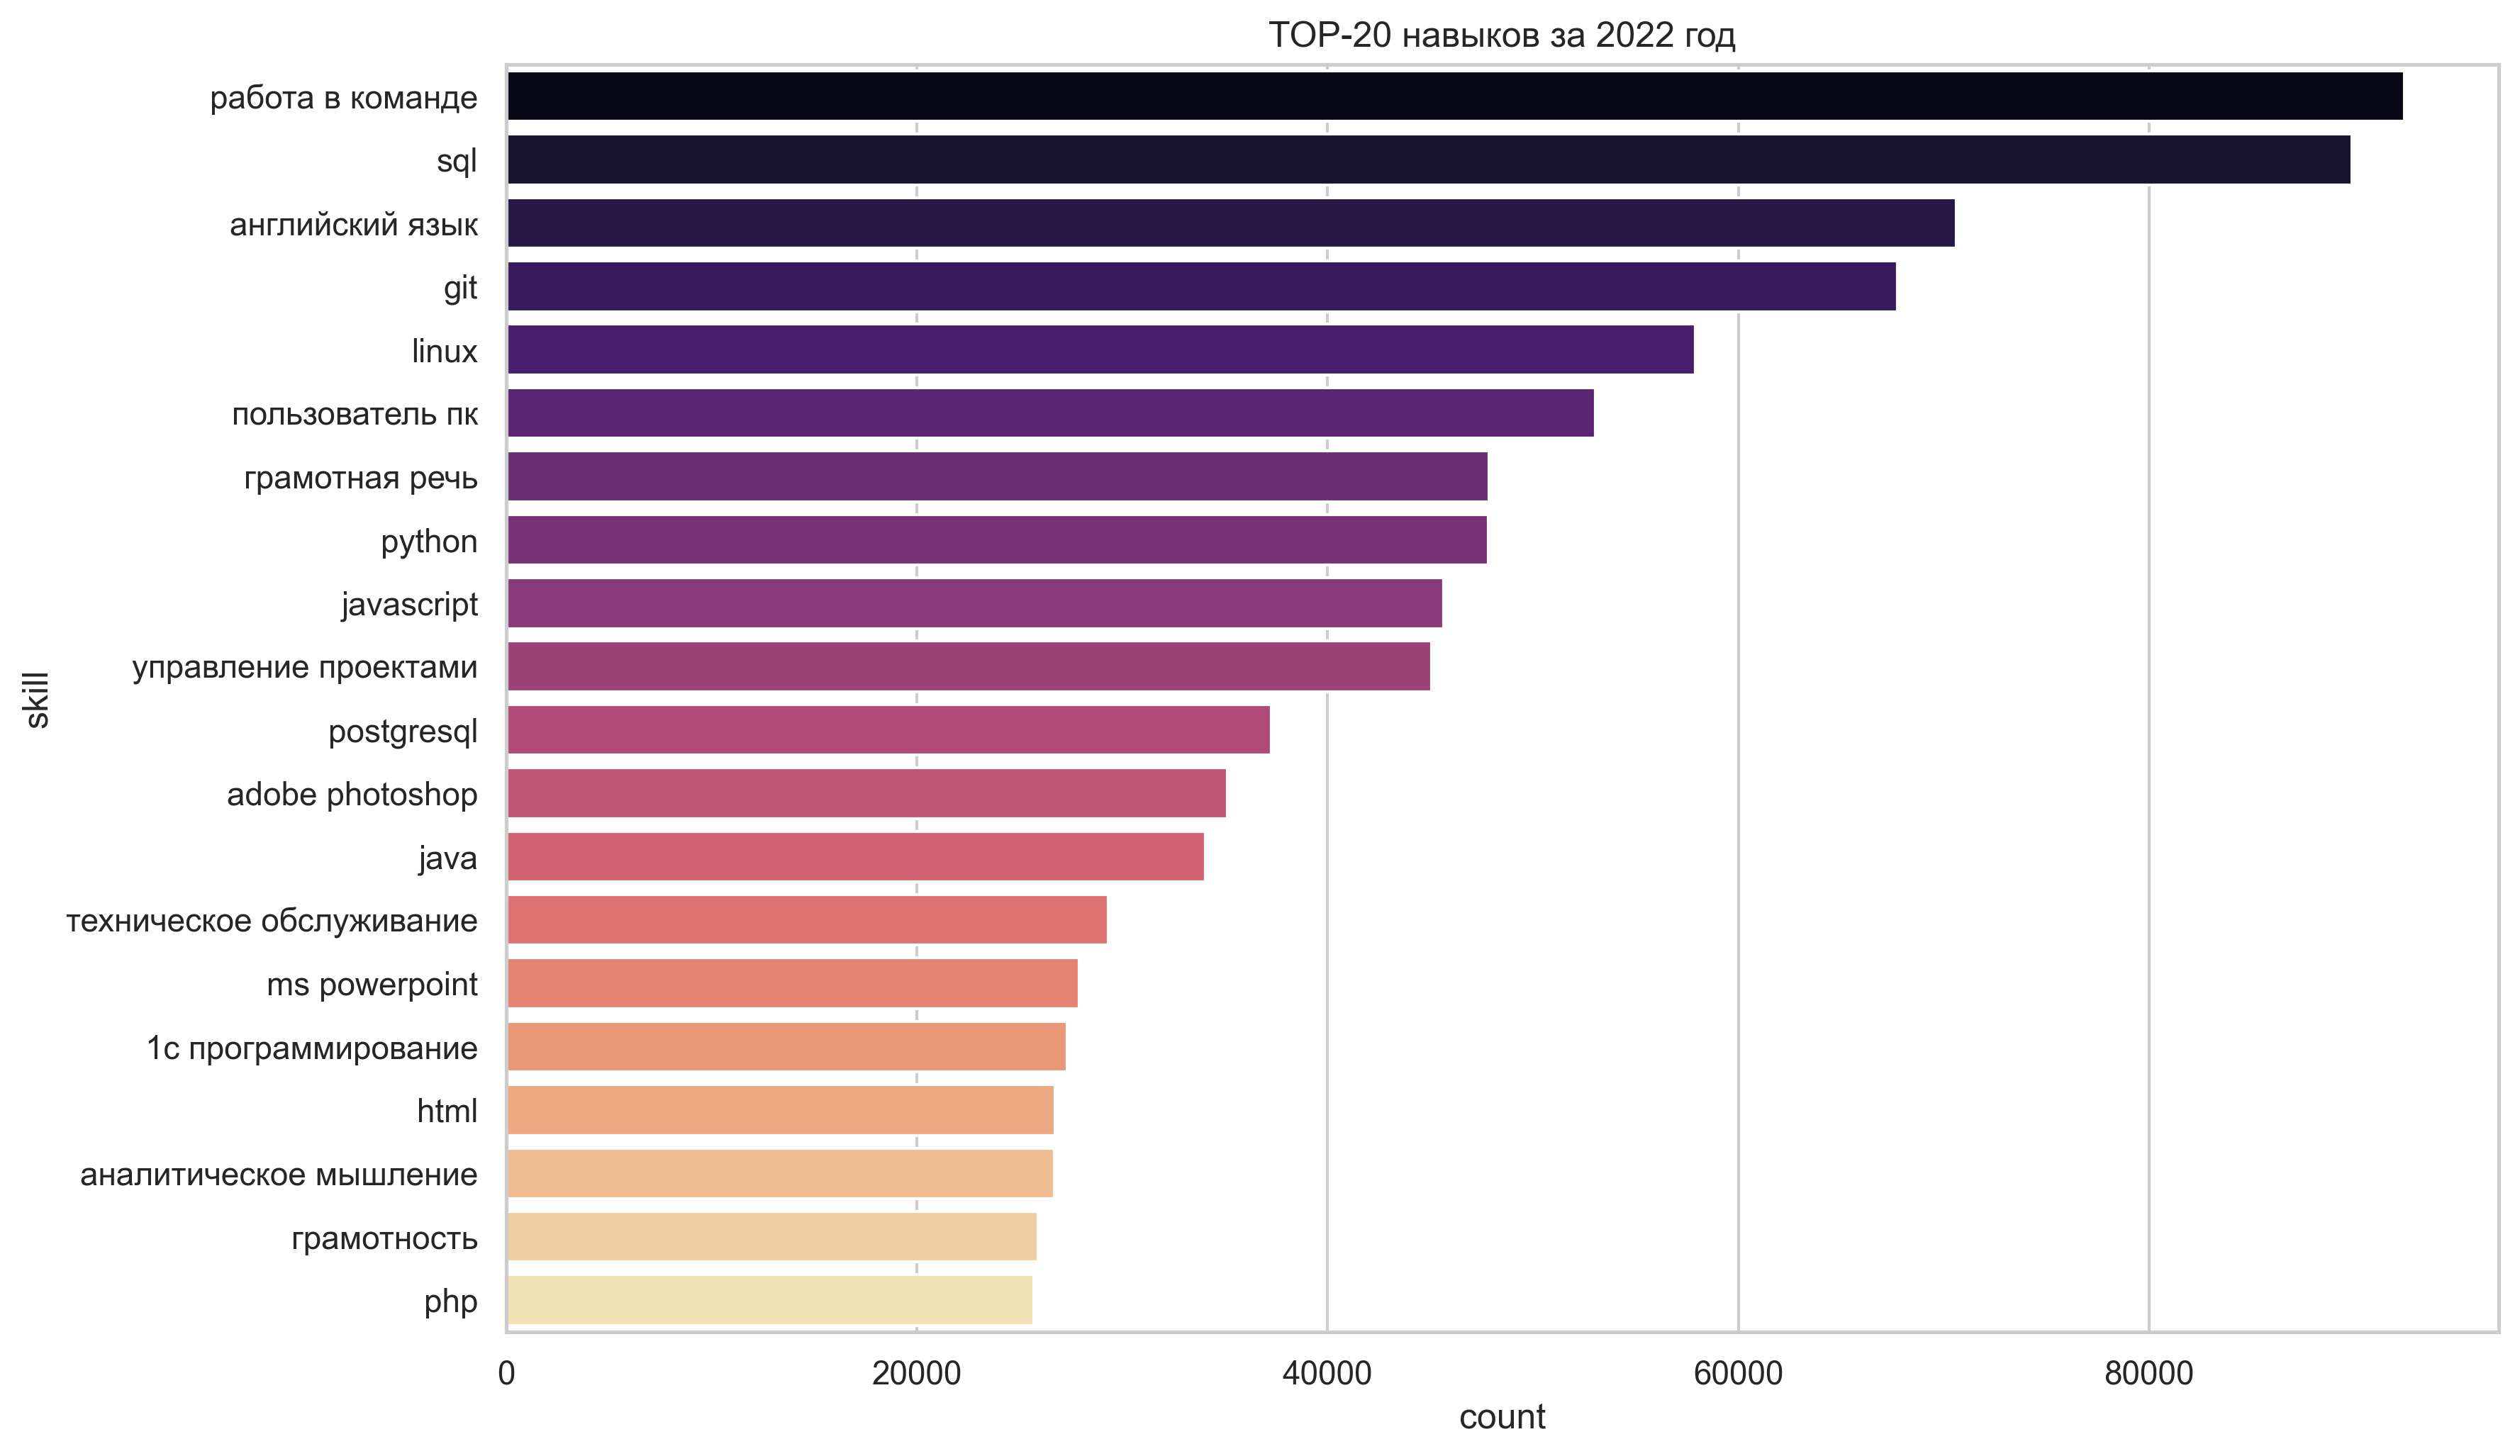 TOP-20 навыков за 2022 год
работа в команде
sql
английский язык
git
linux
пользователь пк
грамотная речь
python
javascript
управление проектами
postgresql
adobe photoshop
java
техническое обслуживание
ms powerpoint
1с программирование
html
аналитическое мышление
грамотность
php
skill
0 20000 40000 60000 80000
count